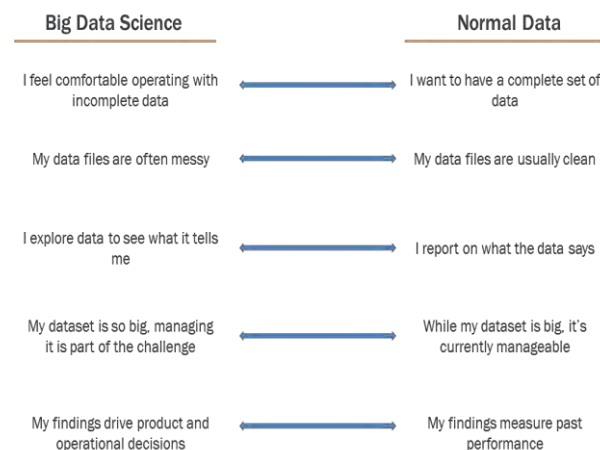 Big Data Science
Normal Data
I feel comfortable operating with
incomplete data
I want to have a complete set of
data
My data files are often messy
My data files are usually clean
I explore data to see what it tells
me
I report on what the data says
My dataset is so big, managing
it is part of the challenge
While my dataset is big, it's
currently manageable
My findings drive product and
operational decisions
My findings measure past
performance